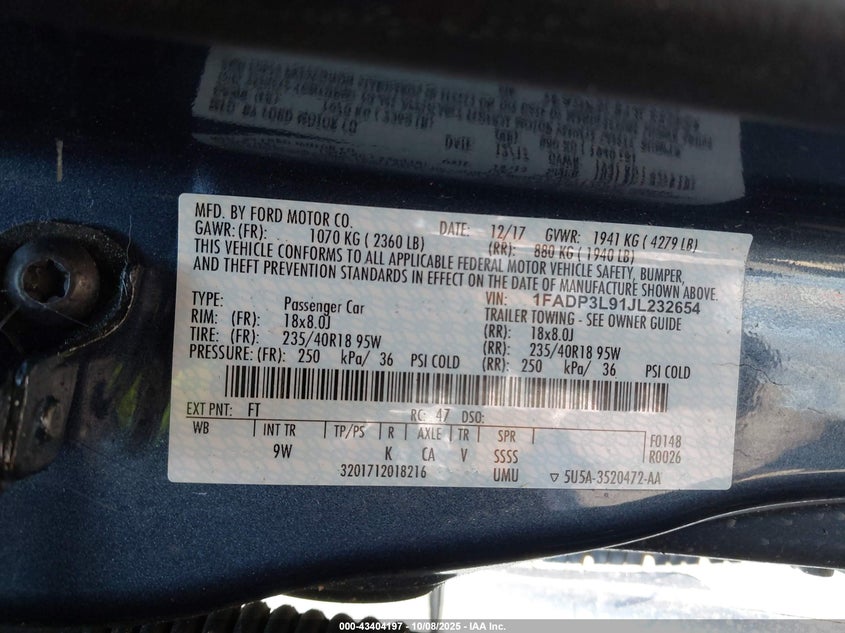 MFD. BY FORD MOTOR CO. DATE: 12/17 GVWR: 1941 KG ( 4279 LB)
GAWR: (FR): 1070 KG ( 2360 LB) (RR): 880 KG ( 1940 LB)
THIS VEHICLE CONFORMS TO ALL APPLICABLE FEDERAL MOTOR VEHICLE SAFETY, BUMPER,
AND THEFT PREVENTION STANDARDS IN EFFECT ON THE DATE OF MANUFACTURE SHOWN ABOVE.
VIN: 1FADP3L91JL232654
TYPE: Passenger Car TRAILER TOWING - SEE OWNER GUIDE
RIM: (FR): 18x8.0J (RR): 18x8.0J
TIRE: (FR): 235/40R18 95W (RR): 235/40R18 95W
PRESSURE: (FR): 250 kPa/ 36 PSI COLD (RR): 250 kPa/ 36 PSI COLD
EXT PNT: FT RC: 47 DSO:
WB INT TR TP/PS R AXLE TR SPR F0148
9W K CA V SSSS R0026
3201712018216 UMU ▽ 5U5A-3520472-AA
000-43404197 - 10/08/2025 - IAA Inc.